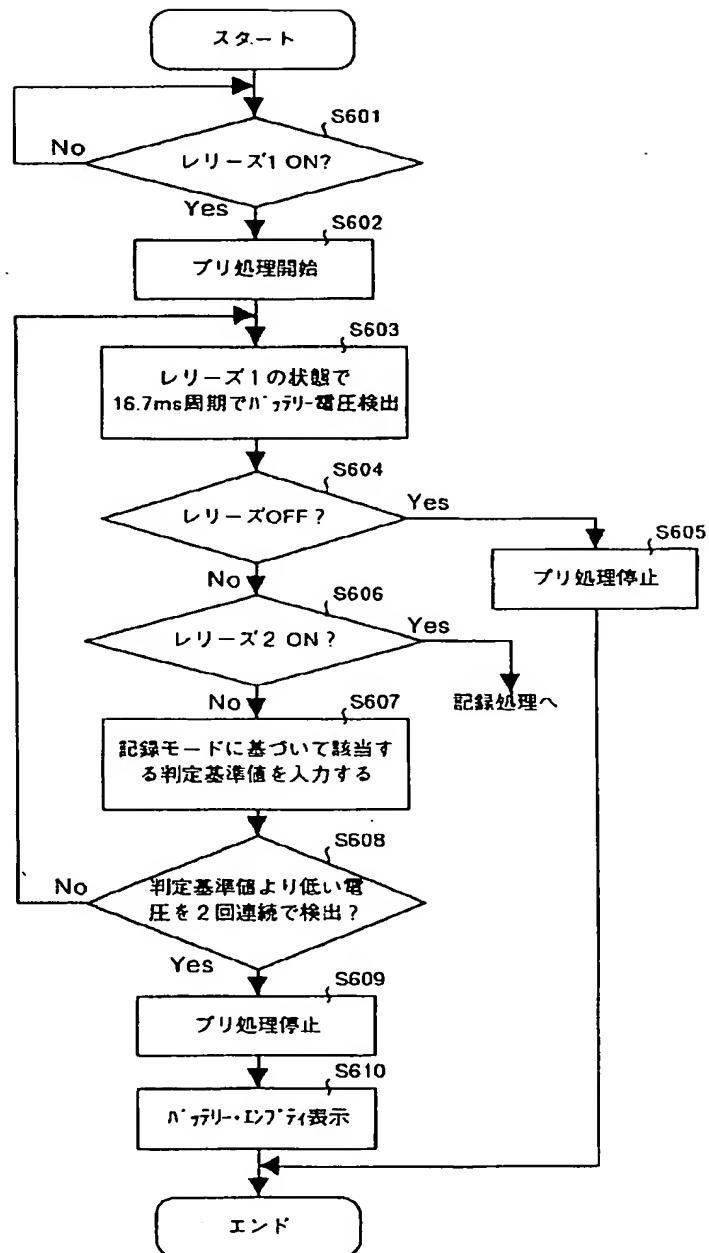 スタート
S601
No
レリーズ1 ON?
Yes
S602
プリ処理開始
S603
レリーズ1の状態で
16.7ms周期でバッテリー電圧検出
S604
レリーズOFF?
Yes
S605
プリ処理停止
No
S606
レリーズ2 ON?
Yes
記録処理へ
No
S607
記録モードに基づいて該当す
る判定基準値を入力する
S608
No
判定基準値より低い電
圧を2回連続で検出?
Yes
S609
プリ処理停止
S610
バッテリー・エンプティ表示
エンド